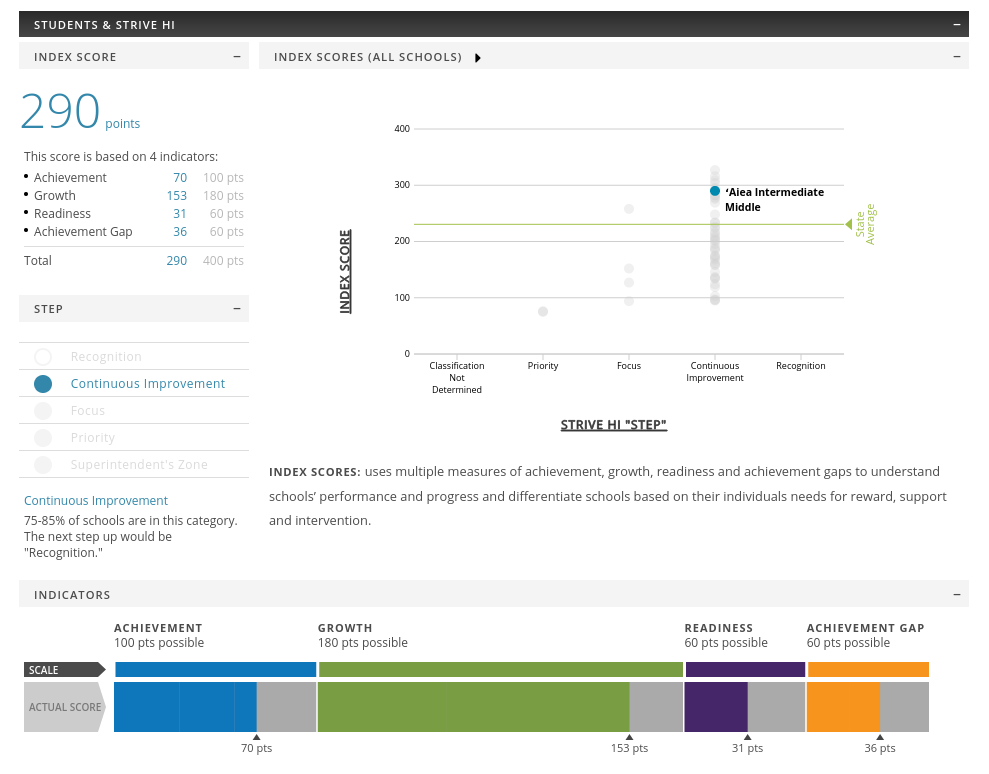 STUDENTS & STRIVE HI –
INDEX SCORE –
290 points
This score is based on 4 indicators:
• Achievement 70 100 pts
• Growth 153 180 pts
• Readiness 31 60 pts
• Achievement Gap 36 60 pts
Total 290 400 pts
STEP –
Recognition
Continuous Improvement
Focus
Priority
Superintendent's Zone
Continuous Improvement
75-85% of schools are in this category.
The next step up would be
"Recognition."
INDEX SCORES (ALL SCHOOLS) –
400
300
200
100
0
INDEX SCORE
‘Aiea Intermediate
Middle
State
Average
Classification
Not
Determined
Priority
Focus
Continuous
Improvement
Recognition
STRIVE HI "STEP"
INDEX SCORES: uses multiple measures of achievement, growth, readiness and achievement gaps to understand
schools’ performance and progress and differentiate schools based on their individuals needs for reward, support
and intervention.
INDICATORS –
ACHIEVEMENT
100 pts possible
GROWTH
180 pts possible
READINESS
60 pts possible
ACHIEVEMENT GAP
60 pts possible
SCALE
ACTUAL SCORE
70 pts
153 pts
31 pts
36 pts